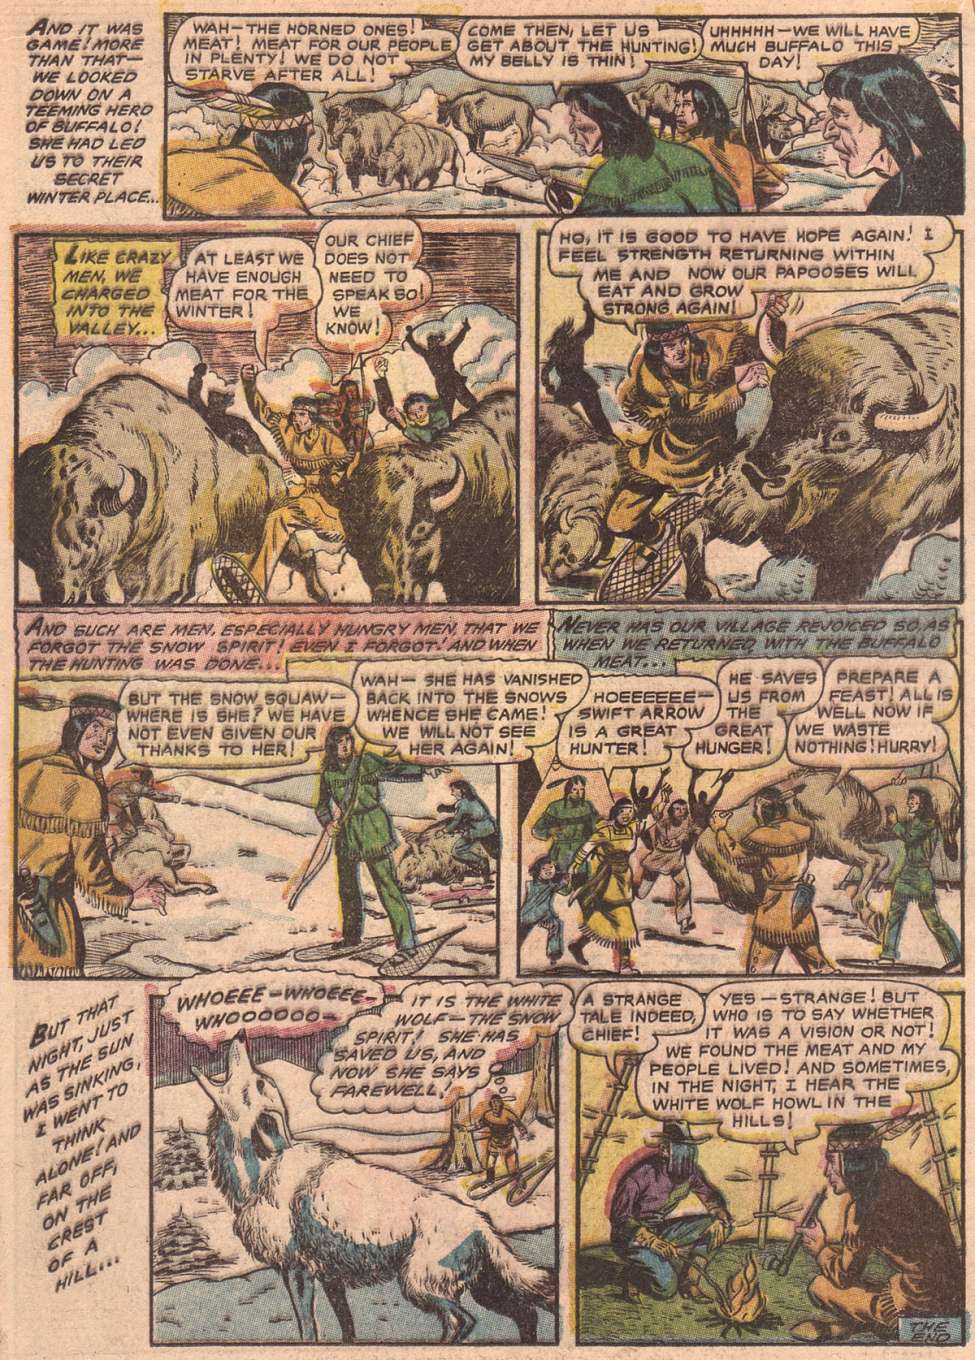 AND IT WAS
GAME! MORE
THAN THAT—
WE LOOKED
DOWN ON A
TEEMING HERD
OF BUFFALO!
SHE HAD LED
US TO THEIR
SECRET
WINTER PLACE...
WAH—THE HORNED ONES!
MEAT! MEAT FOR OUR PEOPLE
IN PLENTY! WE DO NOT
STARVE AFTER ALL!
COME THEN, LET US
GET ABOUT THE HUNTING!
MY BELLY IS THIN!
UHHHHH—WE WILL HAVE
MUCH BUFFALO THIS
DAY!
LIKE CRAZY
MEN, WE
CHARGED
INTO THE
VALLEY...
AT LEAST WE
HAVE ENOUGH
MEAT FOR THE
WINTER!
OUR CHIEF
DOES NOT
NEED TO
SPEAK SO!
WE
KNOW!
HO, IT IS GOOD TO HAVE HOPE AGAIN! I
FEEL STRENGTH RETURNING WITHIN
ME AND NOW OUR PAPOOSES WILL
EAT AND GROW
STRONG AGAIN!
AND SUCH ARE MEN, ESPECIALLY HUNGRY MEN, THAT WE
FORGOT THE SNOW SPIRIT! EVEN I FORGOT! AND WHEN
THE HUNTING WAS DONE...
BUT THE SNOW SQUAW—
WHERE IS SHE? WE HAVE
NOT EVEN GIVEN OUR
THANKS TO HER!
WAH— SHE HAS VANISHED
BACK INTO THE SNOWS
WHENCE SHE CAME!
WE WILL NOT SEE
HER AGAIN!
NEVER HAS OUR VILLAGE REJOICED SO, AS
WHEN WE RETURNED, WITH THE BUFFALO
MEAT...
HOEEEEEE—
SWIFT ARROW
IS A GREAT
HUNTER!
HE SAVES
US FROM
THE
GREAT
HUNGER!
PREPARE A
FEAST! ALL IS
WELL NOW IF
WE WASTE
NOTHING! HURRY!
BUT THAT
NIGHT, JUST
AS THE SUN
WAS SINKING,
I WENT TO
THINK
ALONE! AND
FAR OFF,
ON THE
CREST
OF A
HILL...
WHOEEE—WHOEEE—
WHOOOOOO—
IT IS THE WHITE
WOLF—THE SNOW
SPIRIT! SHE HAS
SAVED US, AND
NOW SHE SAYS
FAREWELL!
A STRANGE
TALE INDEED,
CHIEF!
YES—STRANGE! BUT
WHO IS TO SAY WHETHER
IT WAS A VISION OR NOT!
WE FOUND THE MEAT AND MY
PEOPLE LIVED! AND SOMETIMES,
IN THE NIGHT, I HEAR THE
WHITE WOLF HOWL IN THE
HILLS!
THE
END